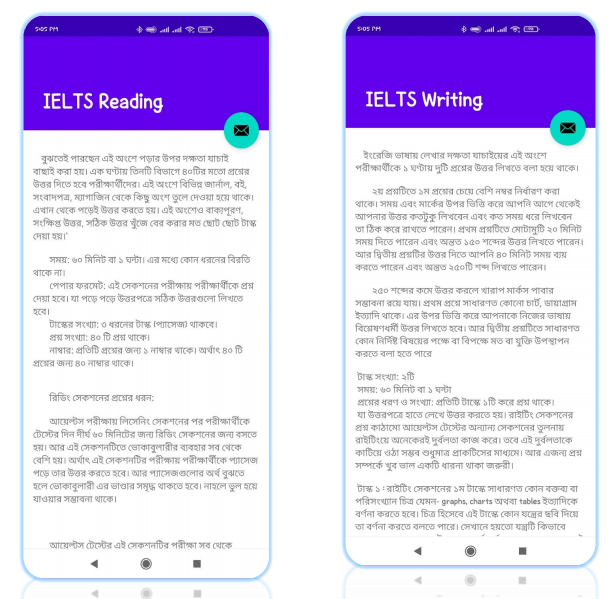 5:05 PM
IELTS Reading
বুঝতেই পারছেন এই অংশে পড়ার উপর দক্ষতা যাচাই
বাছাই করা হয়। এক ঘণ্টায় তিনটি বিভাগে ৪০টির মতো প্রশ্নের
উত্তর দিতে হবে পরীক্ষার্থীদের। এই অংশে বিভিন্ন জার্নাল, বই,
সংবাদপত্র, ম্যাগাজিন থেকে কিছু অংশ তুলে দেওয়া হয়ে থাকে।
এখান থেকে পড়েই উত্তর করতে হয়। এই অংশেও বাক্যপূরণ,
সংক্ষিপ্ত উত্তর, সঠিক উত্তর খুঁজে বের করার মত ছোট ছোট টাস্ক
দেয়া হয়।'
সময়: ৬০ মিনিট বা ১ ঘন্টা। এর মধ্যে কোন ধরনের বিরতি
থাকে না।
পেপার ফরমেট: এই সেকশনের পরীক্ষায় পরীক্ষার্থীকে প্রশ্ন
দেয়া হবে। যা পড়ে পড়ে উত্তরপত্রে সঠিক উত্তরগুলো লিখতে
হবে।
টাস্কের সংখ্যা: ৩ ধরনের টাস্ক (প্যাসেজ) থাকবে।
প্রশ্ন সংখ্যা: ৪০ টি প্রশ্ন থাকে।
নাম্বার: প্রতিটি প্রশ্নের জন্য ১ নাম্বার থাকে। অর্থাৎ ৪০ টি
প্রশ্নের জন্য ৪০ নাম্বার থাকে।
রিডিং সেকশনের প্রশ্নের ধরন:
আয়েল্টস পরীক্ষায় লিসেনিং সেকশনের পর পরীক্ষার্থীকে
টেস্টের দিন দীর্ঘ ৬০ মিনিটের জন্য রিডিং সেকশনের জন্য বসতে
হয়। আর এই সেকশনটিতে ভোকাবুলারীর ব্যবহার সব থেকে
বেশি হয়। অর্থাৎ এই সেকশনটির পরীক্ষায় পরীক্ষার্থীকে প্যাসেজ
পড়ে তার উত্তর করতে হবে। আর প্যাসেজগুলোর অর্থ বুঝতে
হলে ভোকাবুলারী এর ভাণ্ডার সমৃদ্ধ থাকতে হবে। নাহলে ভুল হয়ে
যাওয়ার সম্ভাবনা থাকে।
আয়েল্টস টেস্টের এই সেকশনটির পরীক্ষা সব থেকে
5:05 PM
IELTS Writing
ইংরেজি ভাষায় লেখার দক্ষতা যাচাইয়ের এই অংশে
পরীক্ষার্থীকে ১ ঘণ্টায় দুটি প্রশ্নের উত্তর লিখতে বলা হয়ে থাকে।
২য় প্রশ্নটিতে ১ম প্রশ্নের চেয়ে বেশি নম্বর নির্ধারণ করা
থাকে। সময় এবং মার্কের উপর ভিত্তি করে আপনি আগে থেকেই
আপনার উত্তর কতটুকু লিখবেন এবং কত সময় ধরে লিখবেন
তা ঠিক করে রাখতে পারেন। প্রথম প্রশ্নটিতে মোটামুটি ২০ মিনিট
সময় দিতে পারেন এবং অন্তত ১৫০ শব্দের উত্তর লিখতে পারেন।
আর দ্বিতীয় প্রশ্নটির উত্তর দিতে আপনি ৪০ মিনিট সময় ব্যয়
করতে পারেন এবং অন্তত ২৫০টি শব্দ লিখতে পারেন।
২৫০ শব্দের কমে উত্তর করলে খারাপ মার্কস পাবার
সম্ভাবনা রয়ে যায়। প্রথম প্রশ্নে সাধারণত কোনো চার্ট, ডায়াগ্রাম
ইত্যাদি থাকে। এর উপর ভিত্তি করে আপনাকে নিজের ভাষায়
বিশ্লেষণধর্মী উত্তর লিখতে হবে। আর দ্বিতীয় প্রশ্নটিতে সাধারণত
কোন নির্দিষ্ট বিষয়ের পক্ষে বা বিপক্ষে মত বা যুক্তি উপস্থাপন
করতে বলা হতে পারে
টাস্ক সংখ্যা: ২টি
সময়: ৬০ মিনিট বা ১ ঘন্টা
প্রশ্নের ধরণ ও সংখ্যা: প্রতিটি টাস্কে ১টি করে প্রশ্ন থাকে।
যা উত্তরপত্রে হাতে লেখে উত্তর করতে হয়। রাইটিং সেকশনের
প্রশ্ন কাঠামো আয়েল্টস টেস্টের অন্যান্য সেকশনের তুলনায়
রাইটিংয়ে অনেকেরই দুর্বলতা কাজ করে। তবে এই দুর্বলতাকে
কাটিয়ে ওঠা সম্ভব শুধুমাত্র প্রাকটিসের মাধ্যমে। আর এজন্য প্রশ্ন
সম্পর্কে খুব ভাল একটি ধারনা থাকা জরুরী।
টাস্ক ১ : রাইটিং সেকশনের ১ম টাস্কে সাধারণত কোন বক্তব্য বা
পরিসংখ্যান চিত্র যেমন- graphs, charts অথবা tables ইত্যাদিকে
বর্ণনা করতে হবে। চিত্র হিসেবে এই টাস্কে কোন যন্ত্রের ছবি দিয়ে
তা বর্ণনা করতে বলতে পারে। সেখানে হয়তো যন্ত্রটি কিভাবে